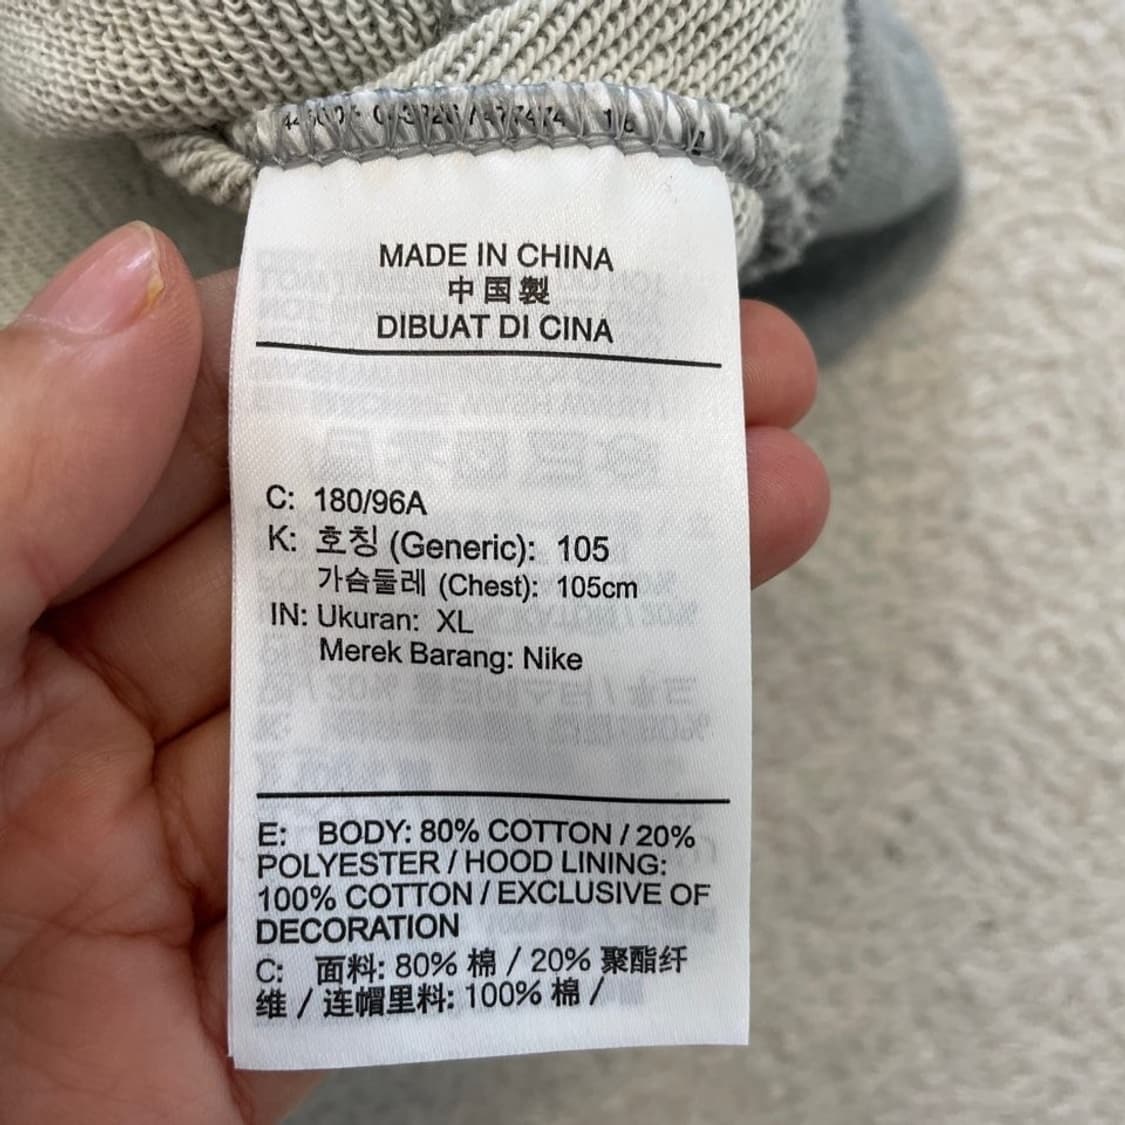 MADE IN CHINA
中国製
DIBUAT DI CINA
C: 180/96A
K: 호칭 (Generic): 105
가슴둘레 (Chest): 105cm
IN: Ukuran: XL
Merek Barang: Nike
E: BODY: 80% COTTON / 20%
POLYESTER / HOOD LINING:
100% COTTON / EXCLUSIVE OF
DECORATION
C: 面料: 80% 棉 / 20% 聚酯纤
维 / 连帽里料: 100% 棉 /